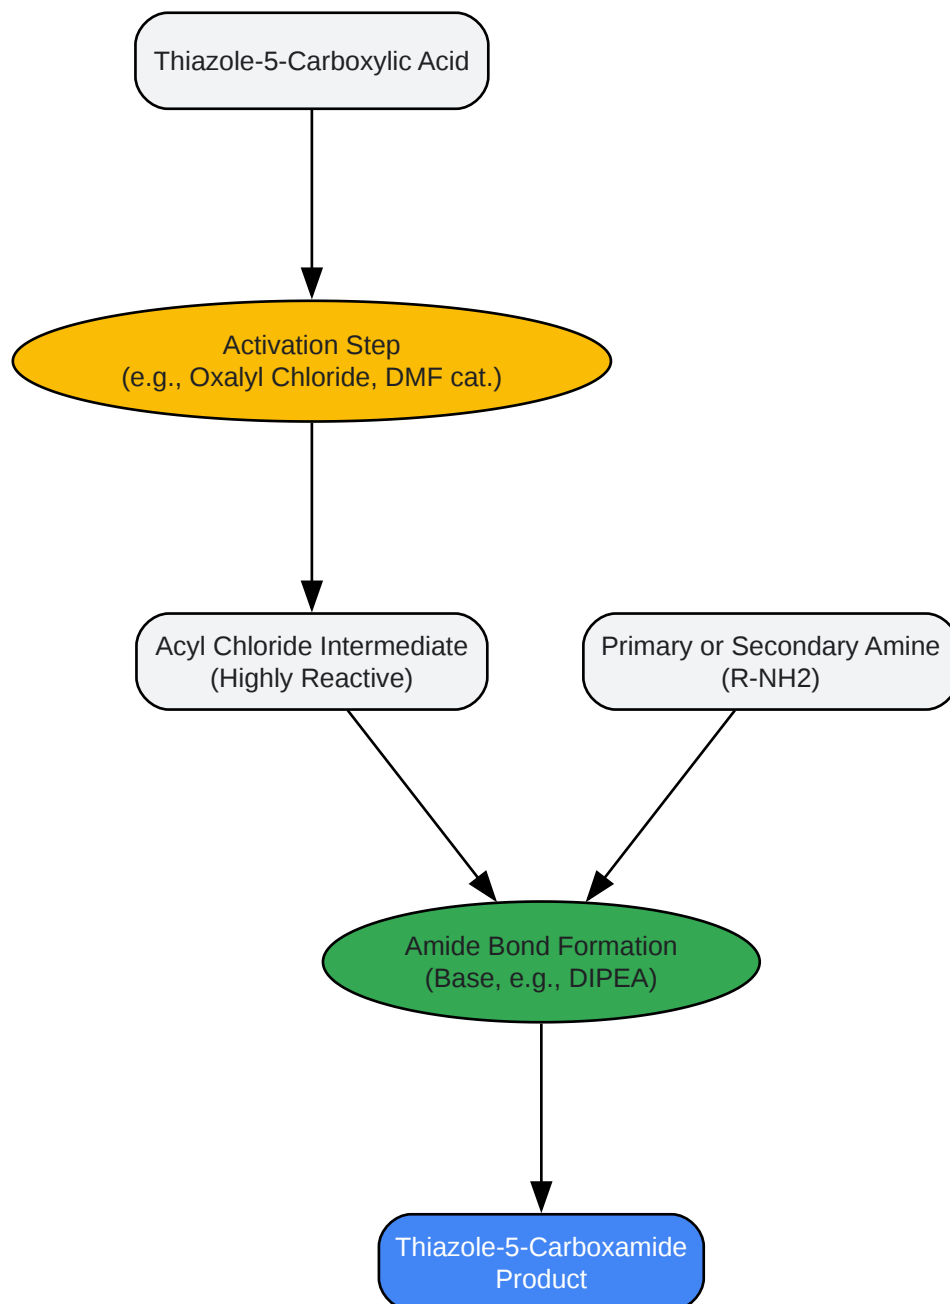 Thiazole-5-Carboxylic Acid
Activation Step
(e.g., Oxalyl Chloride, DMF cat.)
Acyl Chloride Intermediate
(Highly Reactive)
Primary or Secondary Amine
(R-NH2)
Amide Bond Formation
(Base, e.g., DIPEA)
Thiazole-5-Carboxamide
Product